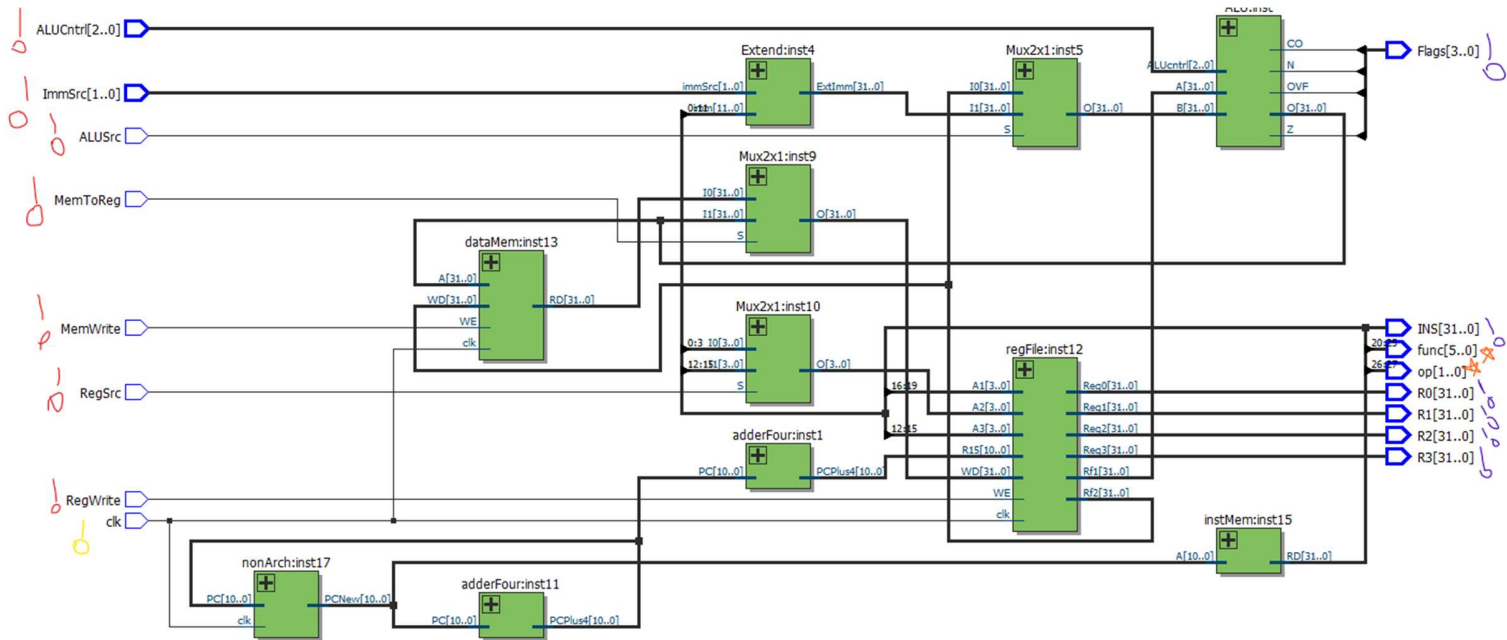 ALU:inst
ALUCntrl[2..0]
CO
Flags[3..0]
Extend:inst4
Mux2x1:inst5
N
ALUcntrl[2..0]
ImmSrc[1..0]
immSrc[1..0]
ExtImm[31..0]
I0[31..0]
A[31..0]
OVF
0:11
I1[31..0]
O[31..0]
B[31..0]
O[31..0]
ALUSrc
S
Z
Mux2x1:inst9
MemToReg
I0[31..0]
I1[31..0]
O[31..0]
S
dataMem:inst13
A[31..0]
WD[31..0]
RD[31..0]
Mux2x1:inst10
MemWrite
WE
INS[31..0]
clk
0:3
I0[3..0]
regFile:inst12
20:25
func[5..0]
12:15
I1[3..0]
O[3..0]
26:27
op[1..0]
RegSrc
S
16:19
A1[3..0]
Reg0[31..0]
R0[31..0]
A2[3..0]
Reg1[31..0]
R1[31..0]
adderFour:inst1
12:15
A3[3..0]
Reg2[31..0]
R2[31..0]
R15[10..0]
Reg3[31..0]
R3[31..0]
PC[10..0]
PCPlus4[10..0]
WD[31..0]
Rf1[31..0]
RegWrite
WE
Rf2[31..0]
clk
clk
instMem:inst15
A[10..0]
RD[31..0]
nonArch:inst17
adderFour:inst11
PC[10..0]
PCNew[10..0]
clk
PC[10..0]
PCPlus4[10..0]